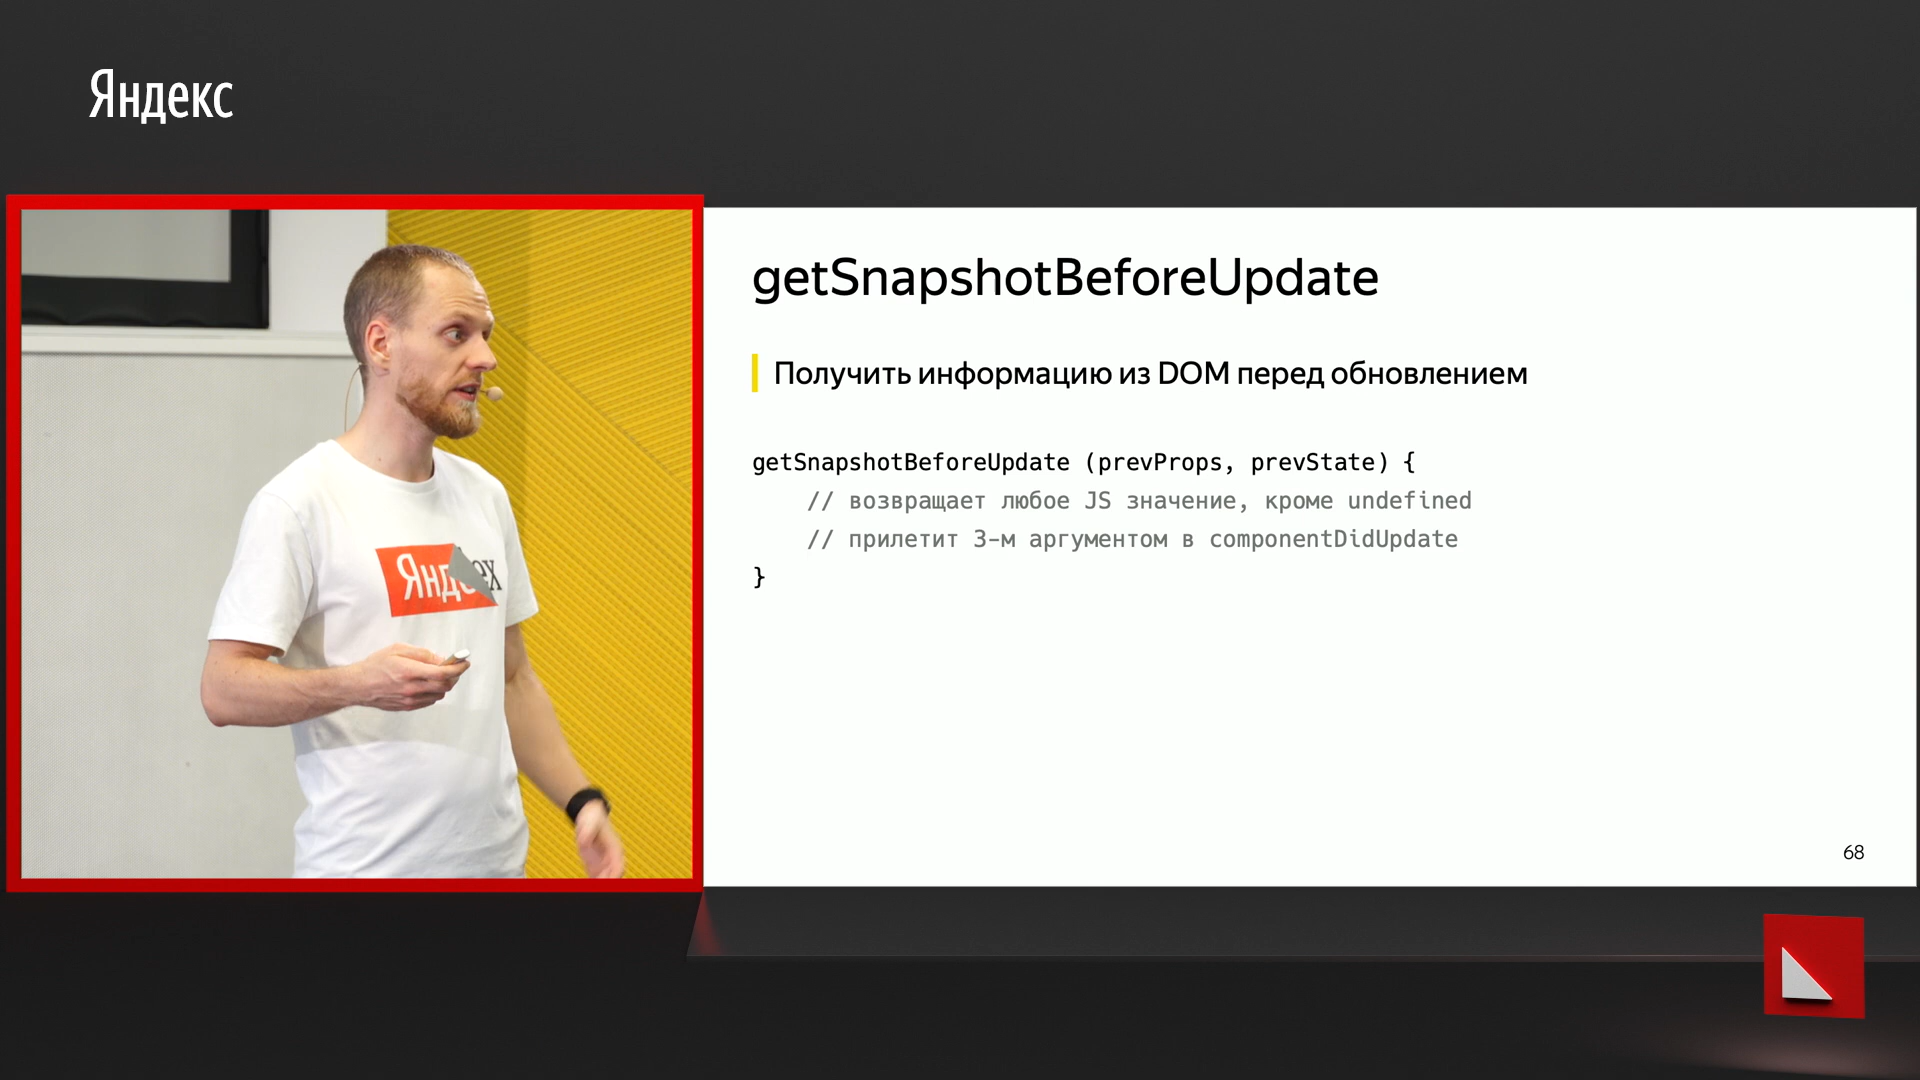 Яндекс
getSnapshotBeforeUpdate
Получить информацию из DOM перед обновлением
getSnapshotBeforeUpdate (prevProps, prevState) {
// возвращает любое JS значение, кроме undefined
// прилетит 3-м аргументом в componentDidUpdate
}
68